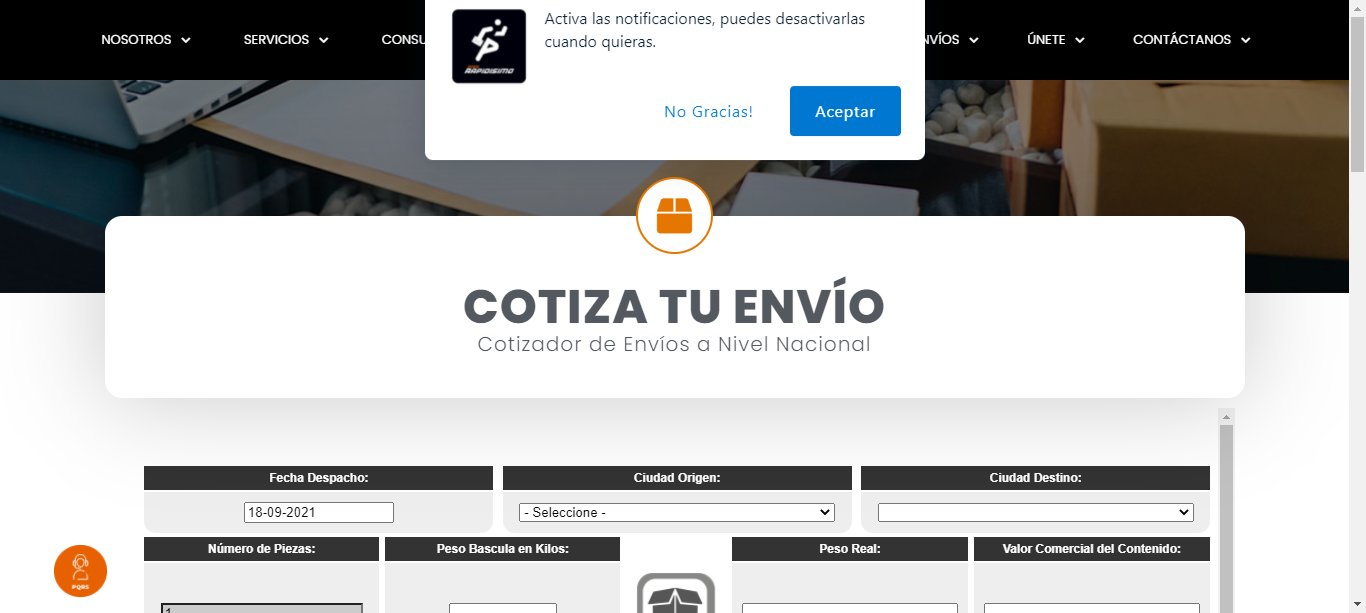 NOSOTROS
SERVICIOS
CONSU
NVÍOS
ÚNETE
CONTÁCTANOS
RAPIDISIMO
Activa las notificaciones, puedes desactivarlas
cuando quieras.
No Gracias!
Aceptar
COTIZA TU ENVÍO
Cotizador de Envíos a Nivel Nacional
Fecha Despacho:
Ciudad Origen:
Ciudad Destino:
18-09-2021
- Seleccione -
Número de Piezas:
Peso Bascula en Kilos:
Peso Real:
Valor Comercial del Contenido:
PQRS
1